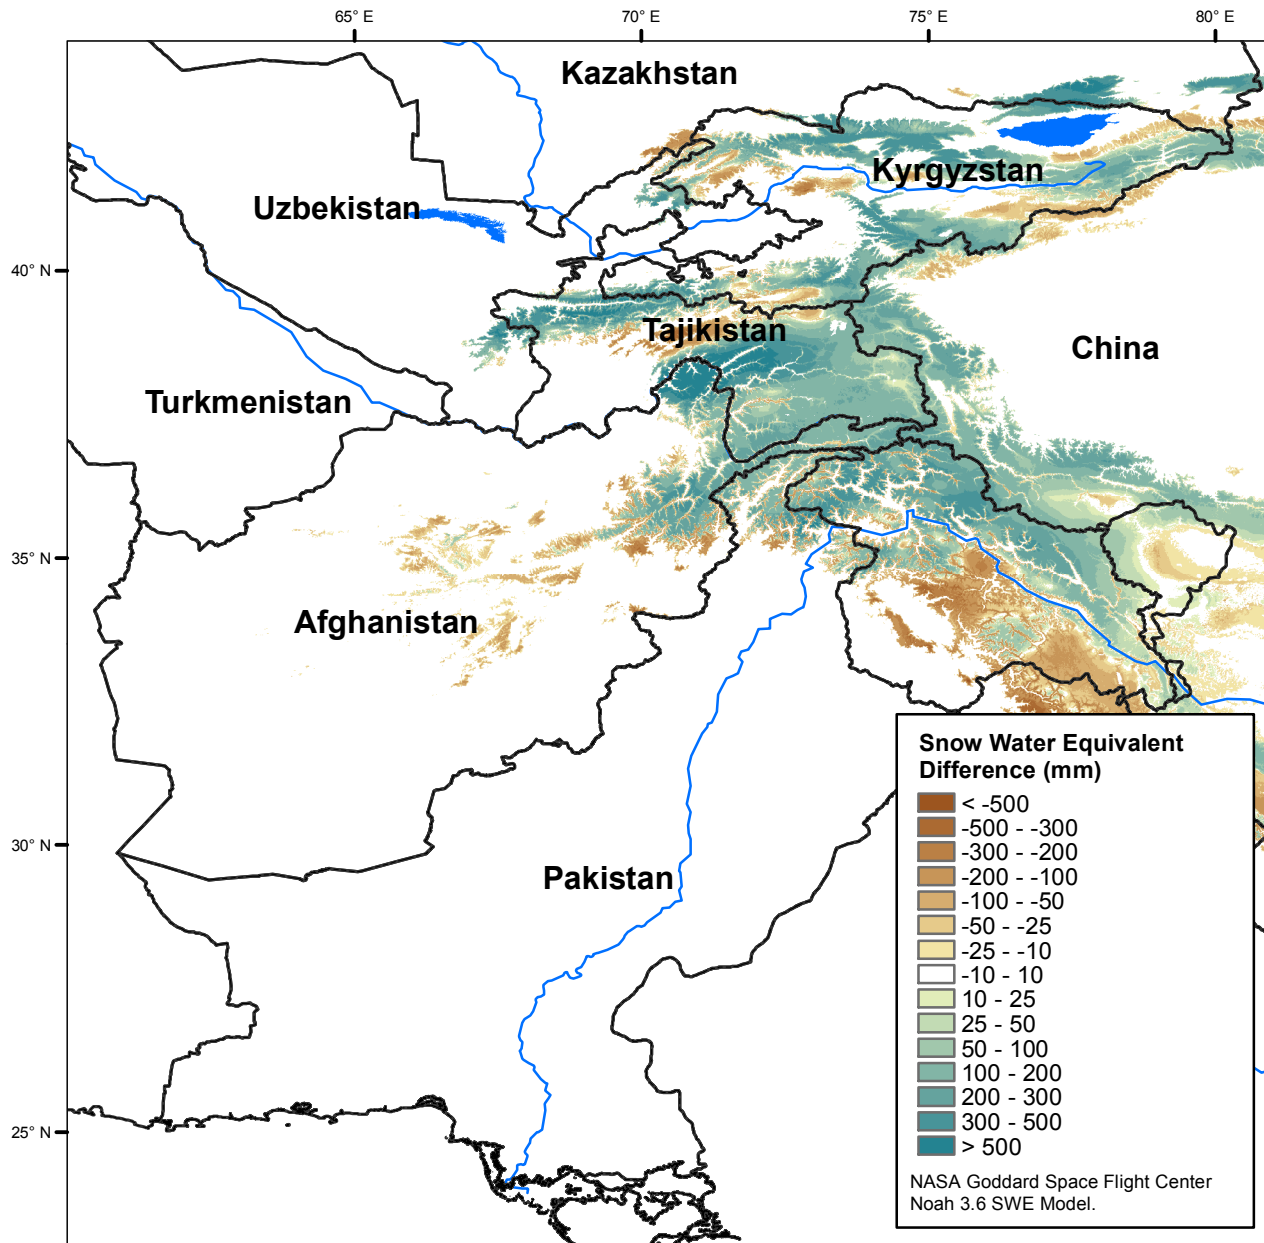 65° E
70° E
75° E
80° E
Kazakhstan
Kyrgyzstan
Uzbekistan
40° N
Tajikistan
China
Turkmenistan
35° N
Afghanistan
30° N
Pakistan
25° N
Snow Water Equivalent
Difference (mm)
< -500
-500 - -300
-300 - -200
-200 - -100
-100 - -50
-50 - -25
-25 - -10
-10 - 10
10 - 25
25 - 50
50 - 100
100 - 200
200 - 300
300 - 500
> 500
NASA Goddard Space Flight Center
Noah 3.6 SWE Model.